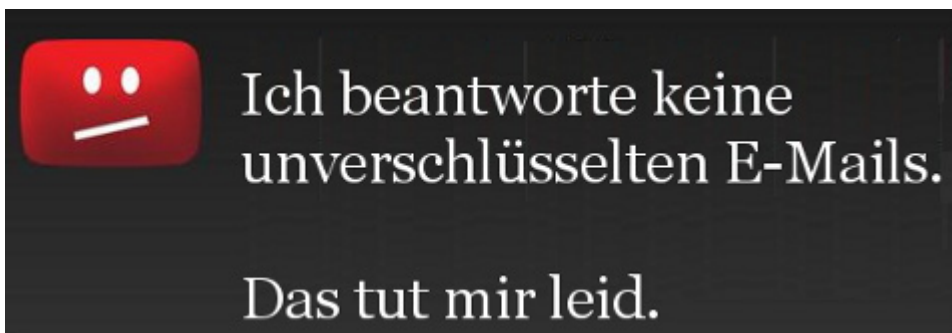 Ich beantworte keine
unverschlüsselten E-Mails.
Das tut mir leid.